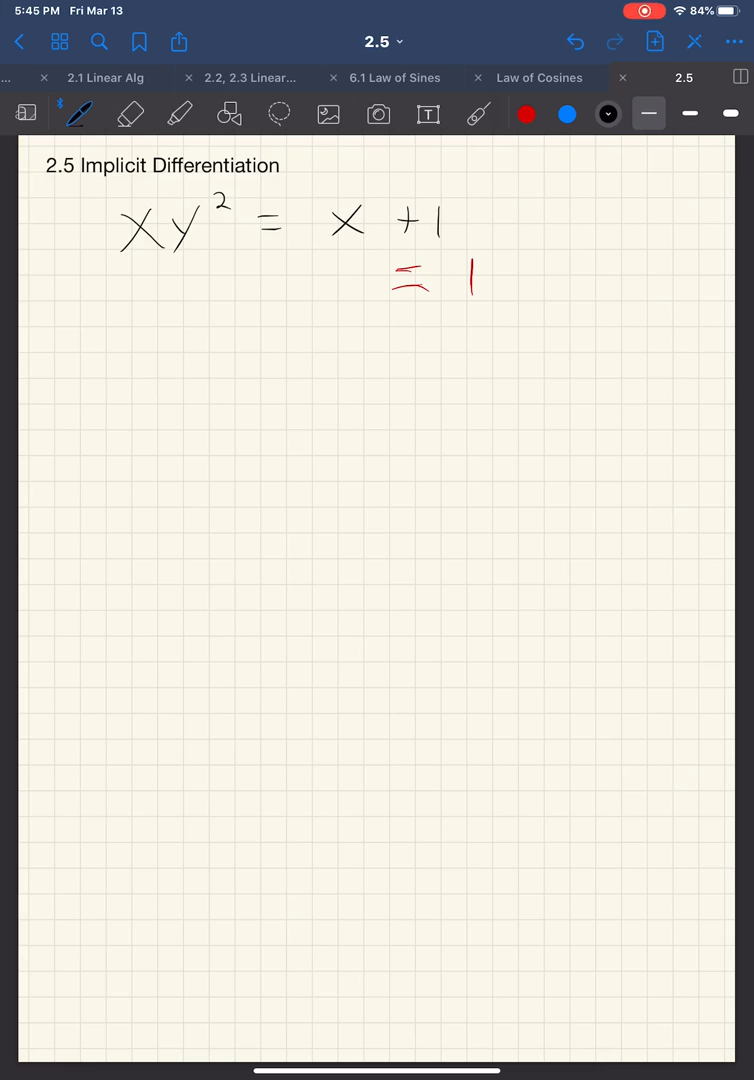 5:45 PM Fri Mar 13 84%
2.5
... 2.1 Linear Alg 2.2, 2.3 Linear... 6.1 Law of Sines Law of Cosines 2.5
T
2.5 Implicit Differentiation
xy² = x + 1
= 1